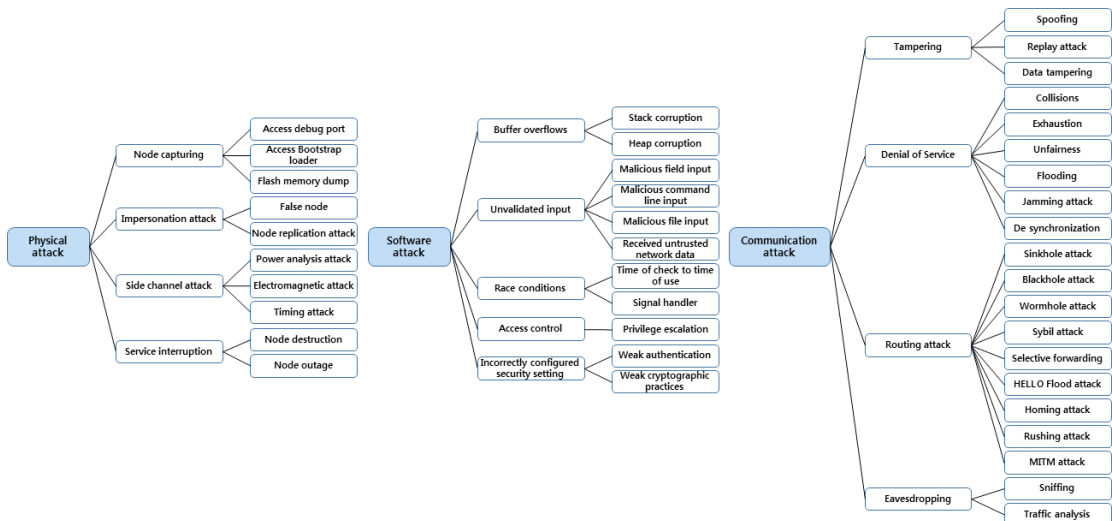 Physical
attack
Node capturing
Access debug port
Access Bootstrap
loader
Flash memory dump
Impersonation attack
False node
Node replication attack
Side channel attack
Power analysis attack
Electromagnetic attack
Timing attack
Service interruption
Node destruction
Node outage
Software
attack
Buffer overflows
Stack corruption
Heap corruption
Unvalidated input
Malicious field input
Malicious command
line input
Malicious file input
Received untrusted
network data
Race conditions
Time of check to time
of use
Signal handler
Access control
Privilege escalation
Incorrectly configured
security setting
Weak authentication
Weak cryptographic
practices
Communication
attack
Tampering
Spoofing
Replay attack
Data tampering
Denial of Service
Collisions
Exhaustion
Unfairness
Flooding
Jamming attack
De synchronization
Routing attack
Sinkhole attack
Blackhole attack
Wormhole attack
Sybil attack
Selective forwarding
HELLO Flood attack
Homing attack
Rushing attack
MITM attack
Eavesdropping
Sniffing
Traffic analysis